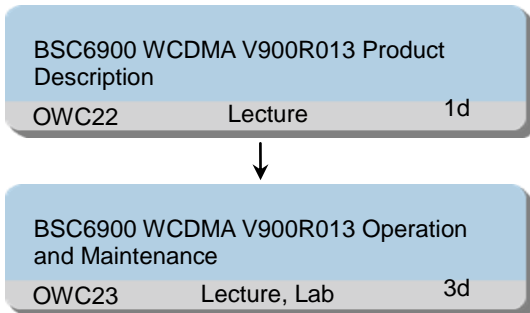 BSC6900 WCDMA V900R013 Product
Description
OWC22 Lecture 1d
BSC6900 WCDMA V900R013 Operation
and Maintenance
OWC23 Lecture, Lab 3d